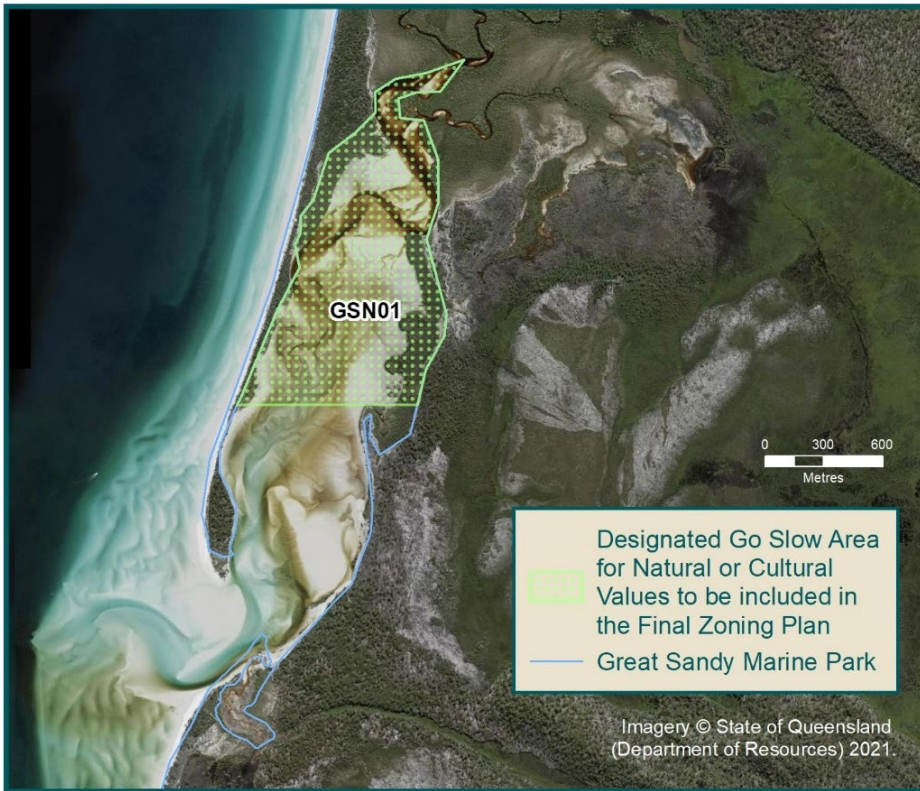 GSN01
0 300 600
Metres
Designated Go Slow Area
for Natural or Cultural
Values to be included in
the Final Zoning Plan
Great Sandy Marine Park
Imagery © State of Queensland
(Department of Resources) 2021.